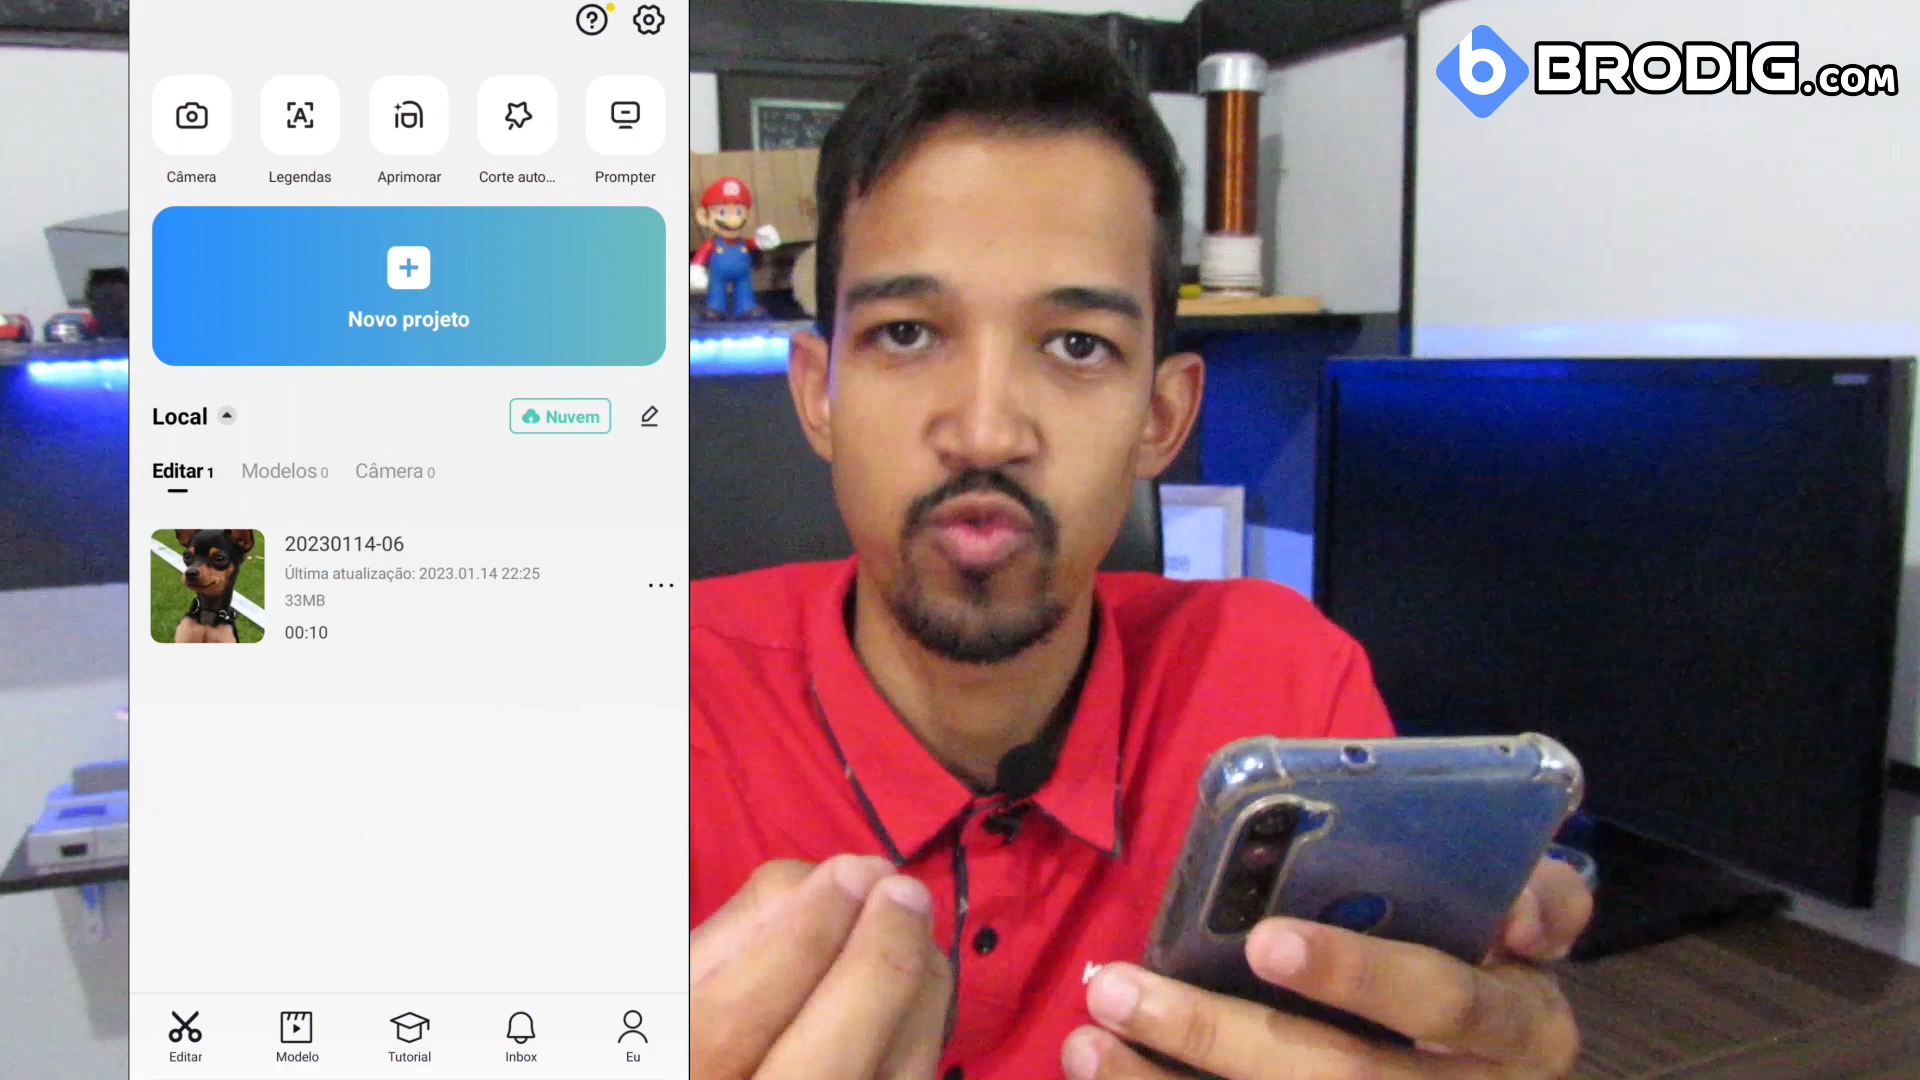 BRODIG.COM
Câmera
Legendas
Aprimorar
Corte auto...
Prompter
Novo projeto
Local
Nuvem
Editar 1
Modelos 0
Câmera 0
20230114-06
Última atualização: 2023.01.14 22:25
33MB
00:10
Editar
Modelo
Tutorial
Inbox
Eu